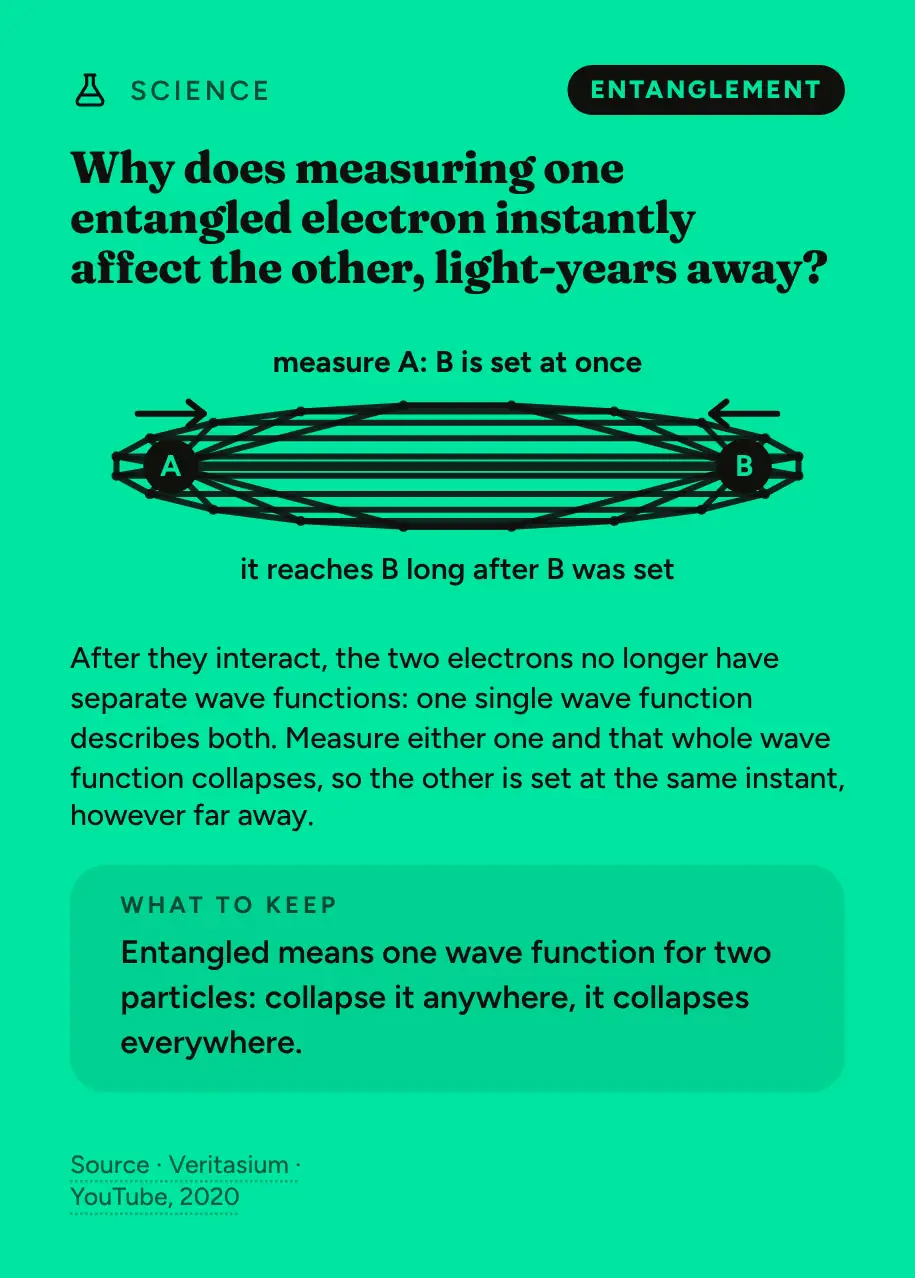 SCIENCE
ENTANGLEMENT
Why does measuring one
entangled electron instantly
affect the other, light-years away?
measure A: B is set at once
A
B
it reaches B long after B was set
After they interact, the two electrons no longer have
separate wave functions: one single wave function
describes both. Measure either one and that whole wave
function collapses, so the other is set at the same instant,
however far away.
WHAT TO KEEP
Entangled means one wave function for two
particles: collapse it anywhere, it collapses
everywhere.
Source · Veritasium ·
YouTube, 2020